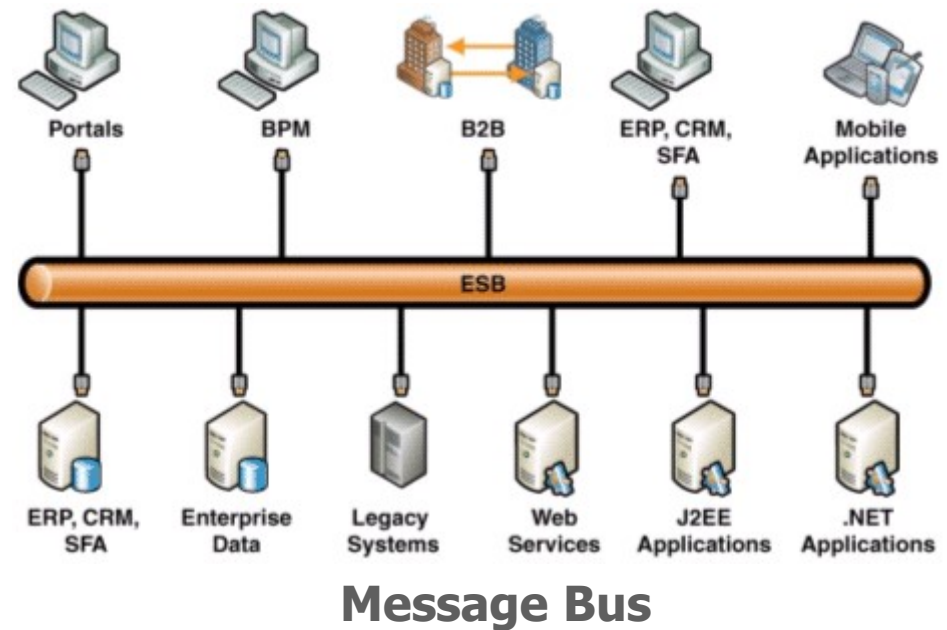 Portals
BPM
B2B
ERP, CRM,
SFA
Mobile
Applications
ESB
ERP, CRM,
SFA
Enterprise
Data
Legacy
Systems
Web
Services
J2EE
Applications
.NET
Applications
Message Bus